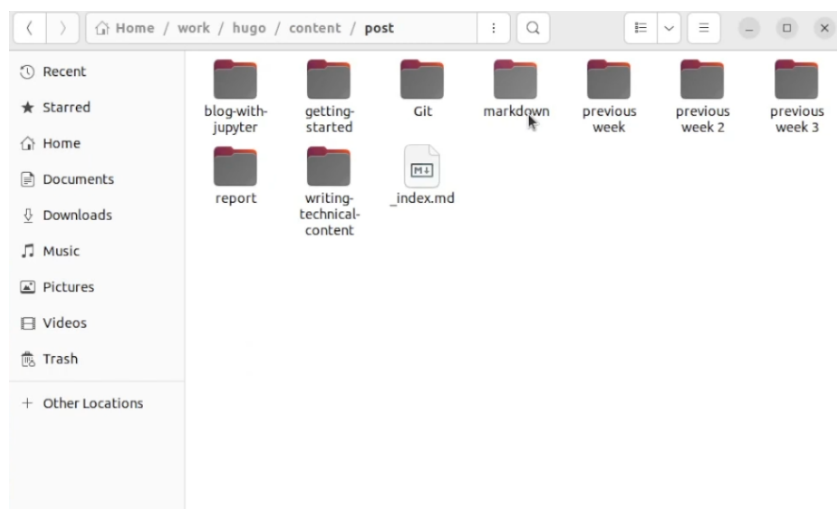 Home / work / hugo / content / post
Recent
Starred
Home
Documents
Downloads
Music
Pictures
Videos
Trash
+ Other Locations
blog-with-
jupyter
getting-
started
Git
markdown
previous
week
previous
week 2
previous
week 3
report
writing-
technical-
content
M↓
_index.md